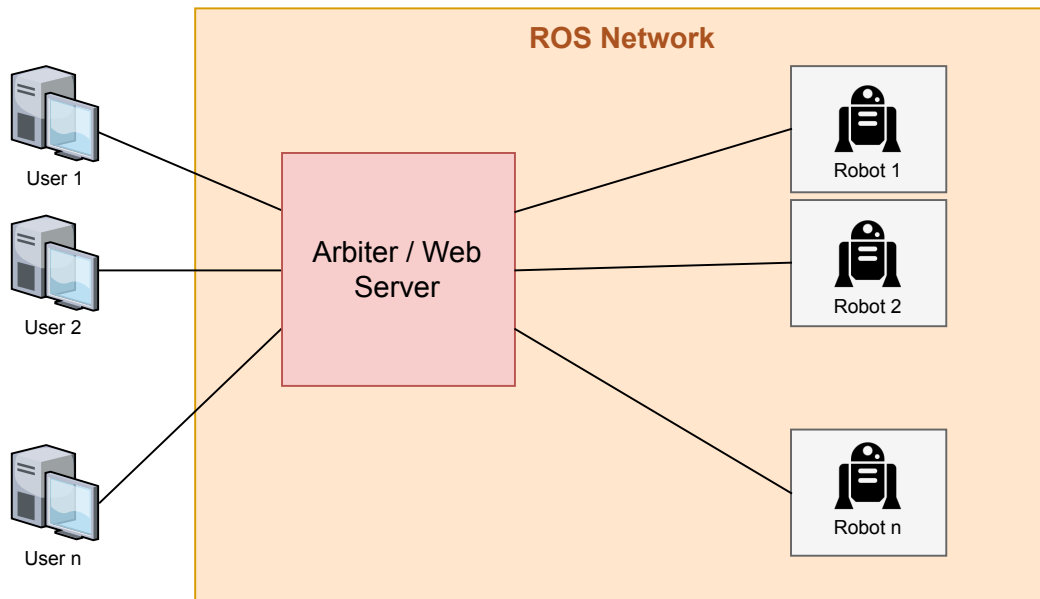 ROS Network
User 1
User 2
User n
Arbiter / Web
Server
Robot 1
Robot 2
Robot n